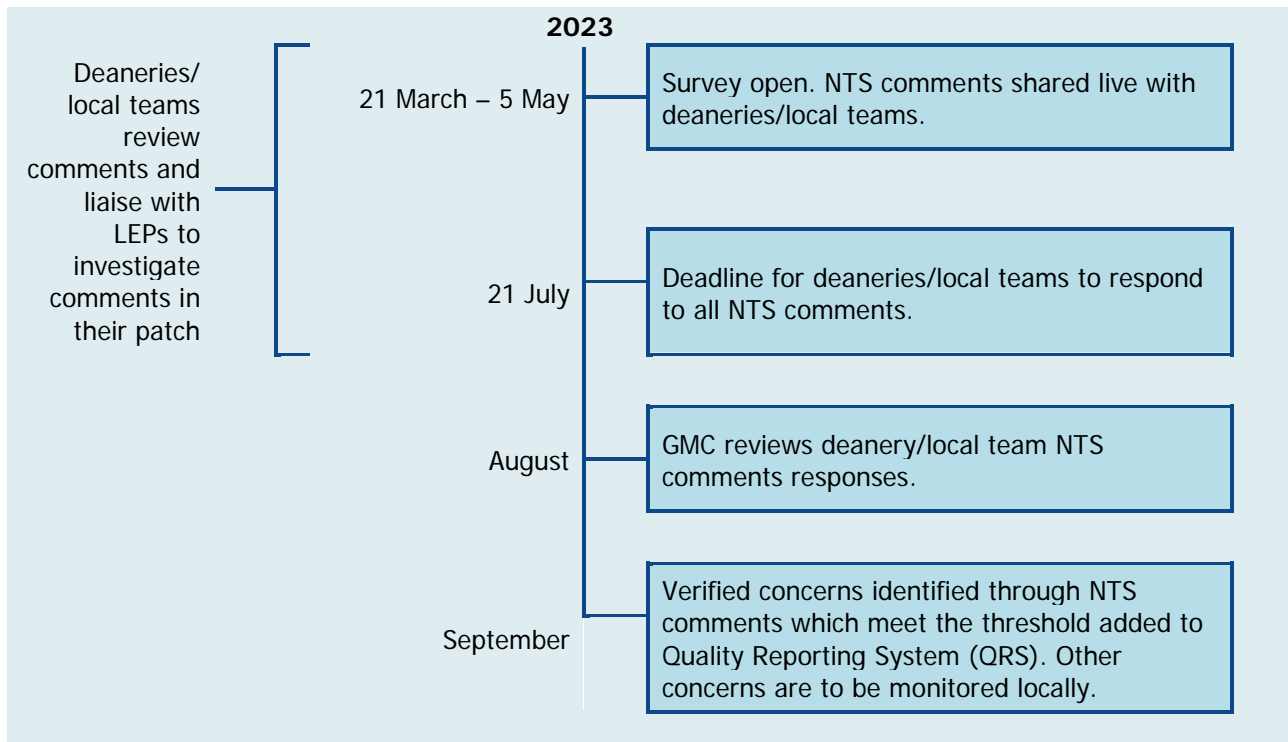 2023
Deaneries/
local teams
review
comments and
liaise with
LEPs to
investigate
comments in
their patch
21 March – 5 May
Survey open. NTS comments shared live with
deaneries/local teams.
21 July
Deadline for deaneries/local teams to respond
to all NTS comments.
August
GMC reviews deanery/local team NTS
comments responses.
September
Verified concerns identified through NTS
comments which meet the threshold added to
Quality Reporting System (QRS). Other
concerns are to be monitored locally.